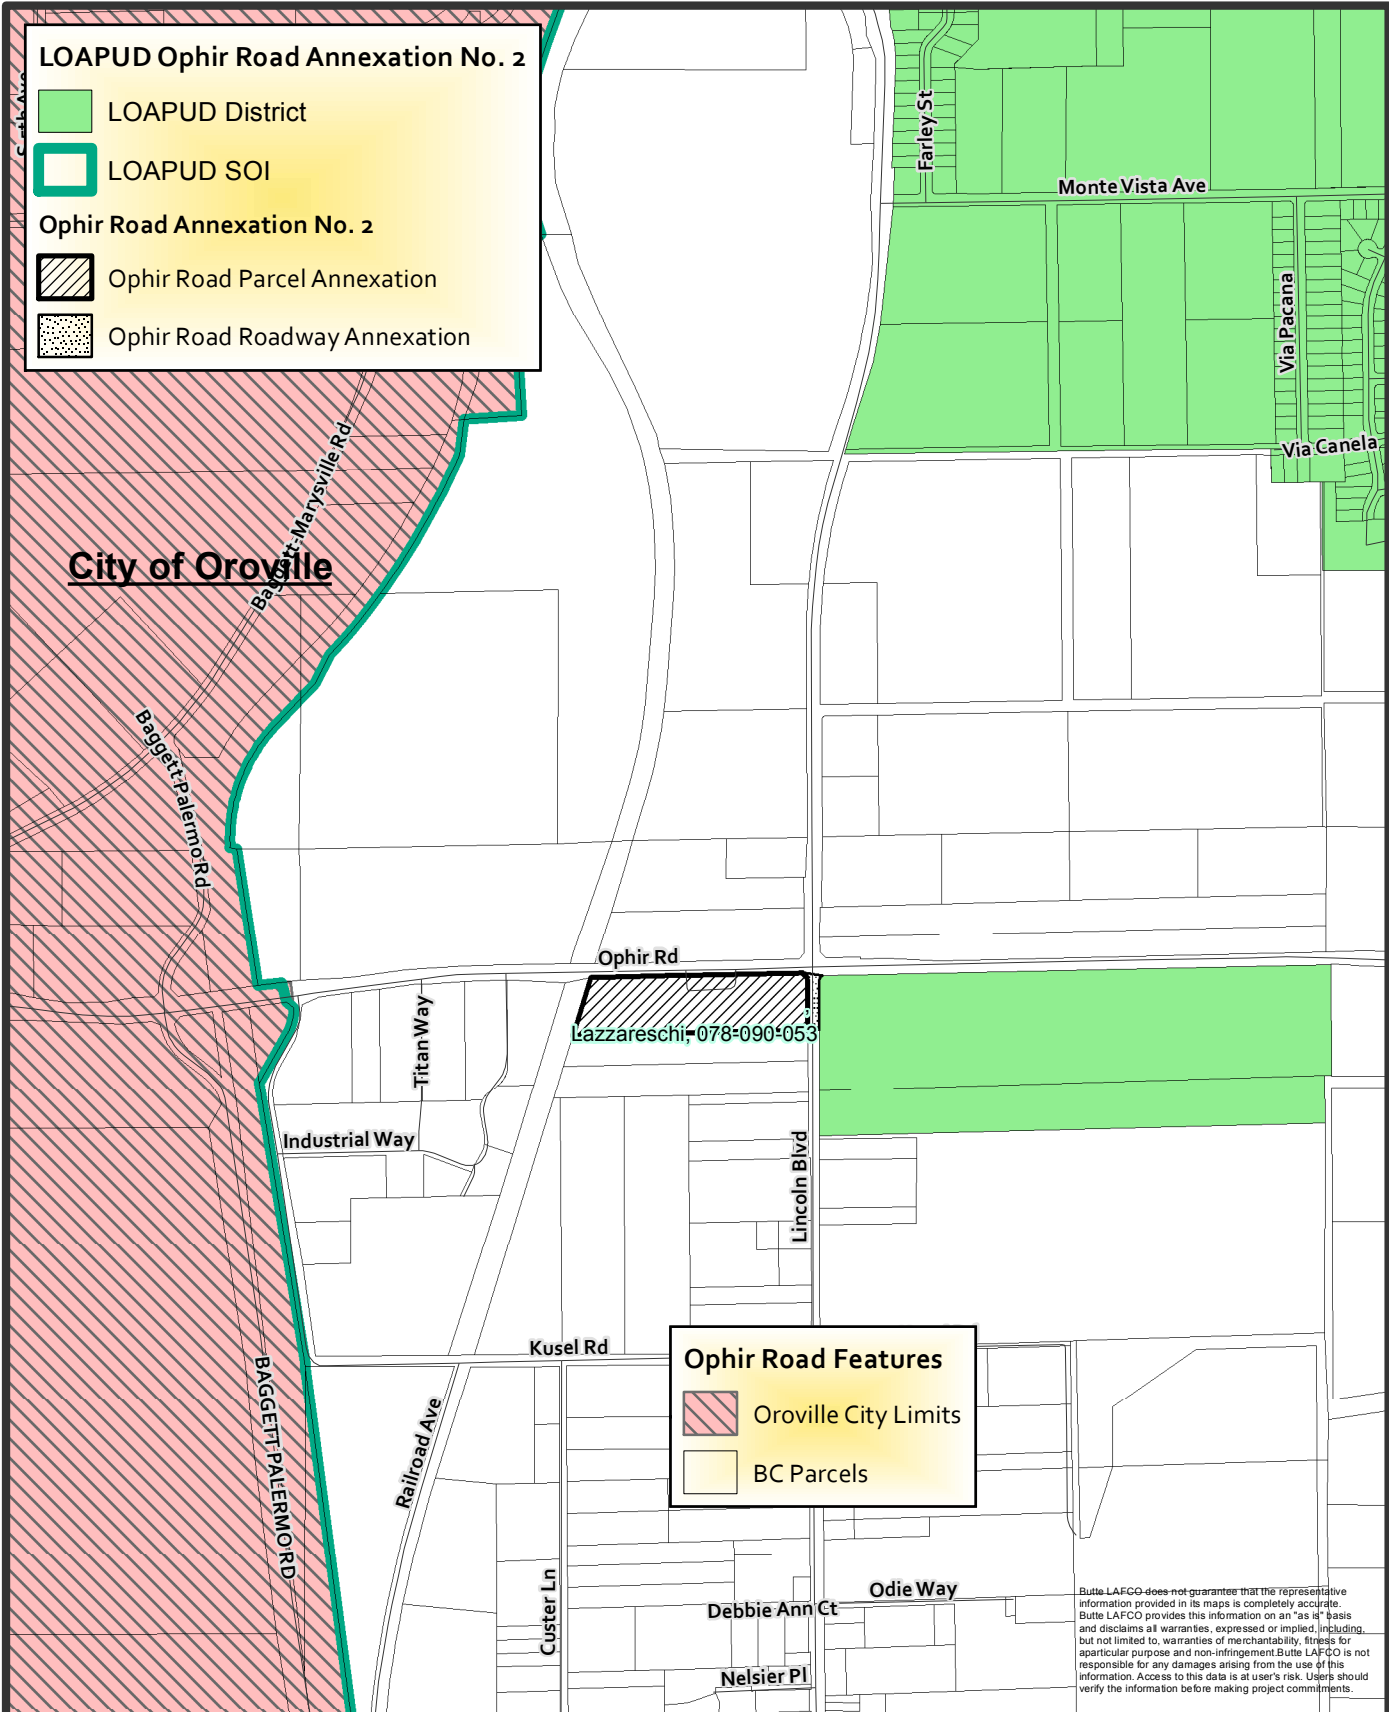 LOAPUD Ophir Road Annexation No. 2
LOAPUD District
LOAPUD SOI
Ophir Road Annexation No. 2
Ophir Road Parcel Annexation
Ophir Road Roadway Annexation
Farley St
Monte Vista Ave
Via Pacana
Via Canela
Baggett-Marysville Rd
City of Oroville
Baggett Palermo Rd
Ophir Rd
Titan Way
Lazzareschi, 078-090-053
Industrial Way
Lincoln Blvd
Kusel Rd
Ophir Road Features
Oroville City Limits
BC Parcels
BAGGETT PALERMO RD
Railroad Ave
Custer Ln
Odie Way
Debbie Ann Ct
Nelsier Pl
Butte LAFCO does not guarantee that the representative
information provided in its maps is completely accurate.
Butte LAFCO provides this information on an "as is" basis
and disclaims all warranties, expressed or implied, including,
but not limited to, warranties of merchantability, fitness for
aparticular purpose and non-infringement.Butte LAFCO is not
responsible for any damages arising from the use of this
information. Access to this data is at user's risk. Users should
verify the information before making project commitments.